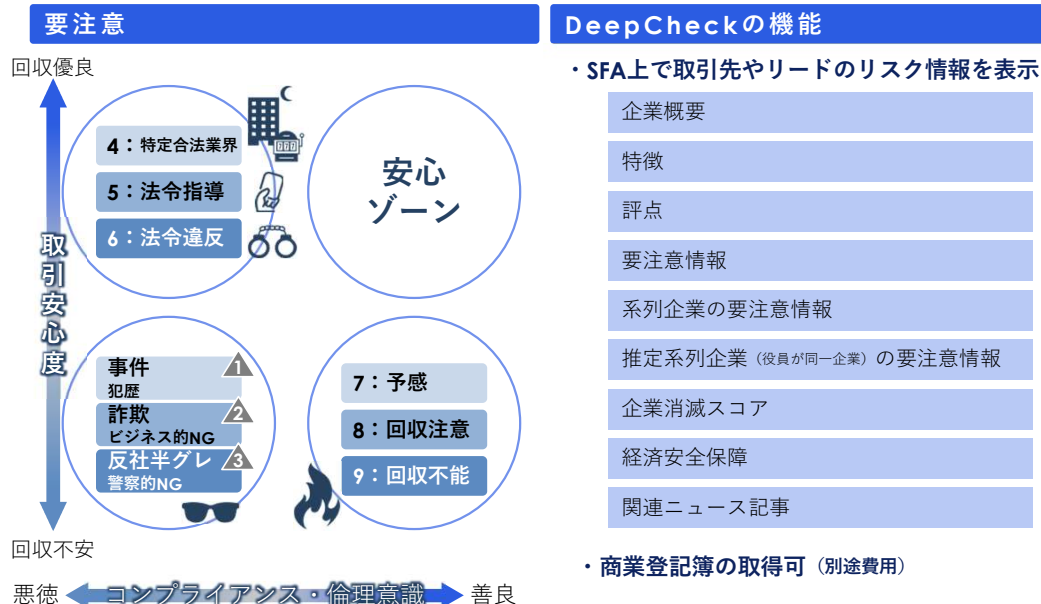 要注意
回収優良
4：特定合法業界
5：法令指導
6：法令違反
安心
ゾーン
取引安心度
事件
犯歴
1
詐欺
ビジネス的NG
2
反社半グレ
警察的NG
3
7：予感
8：回収注意
9：回収不能
回収不安
悪徳
コンプライアンス・倫理意識
善良
DeepCheckの機能
・SFA上で取引先やリードのリスク情報を表示
企業概要
特徴
評点
要注意情報
系列企業の要注意情報
推定系列企業（役員が同一企業）の要注意情報
企業消滅スコア
経済安全保障
関連ニュース記事
・商業登記簿の取得可（別途費用）